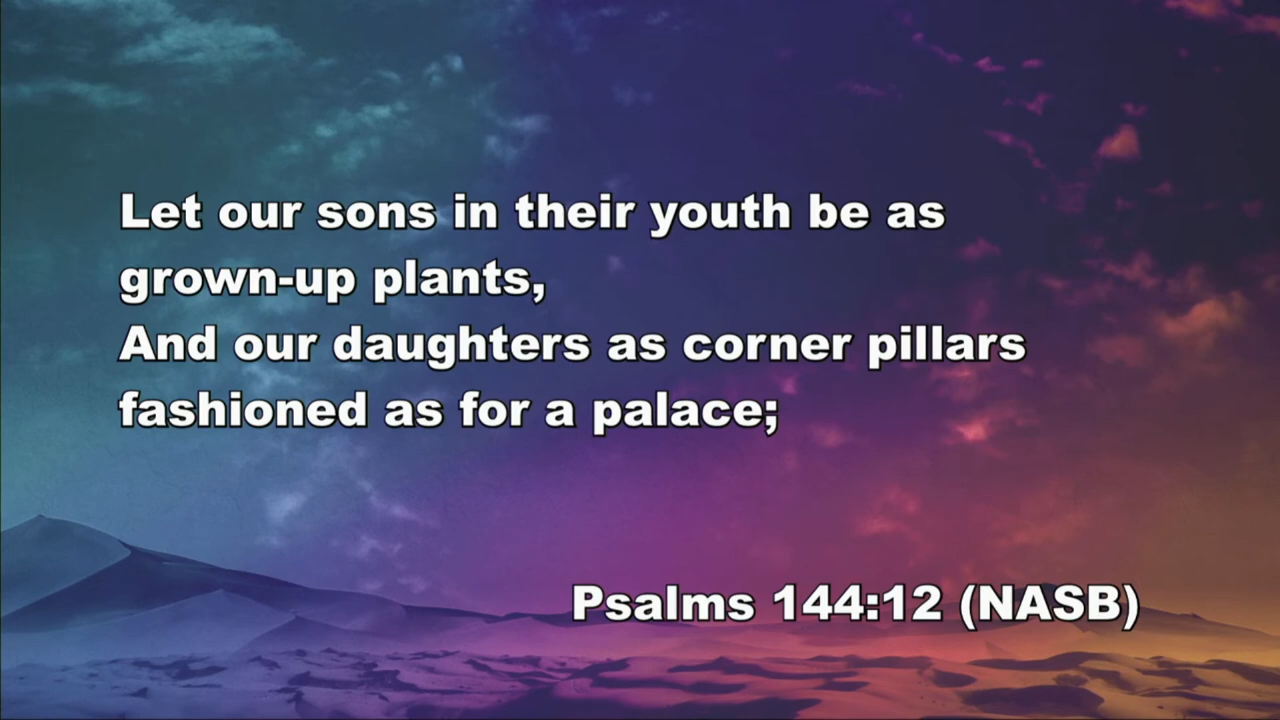 Let our sons in their youth be as
grown-up plants,
And our daughters as corner pillars
fashioned as for a palace;
Psalms 144:12 (NASB)